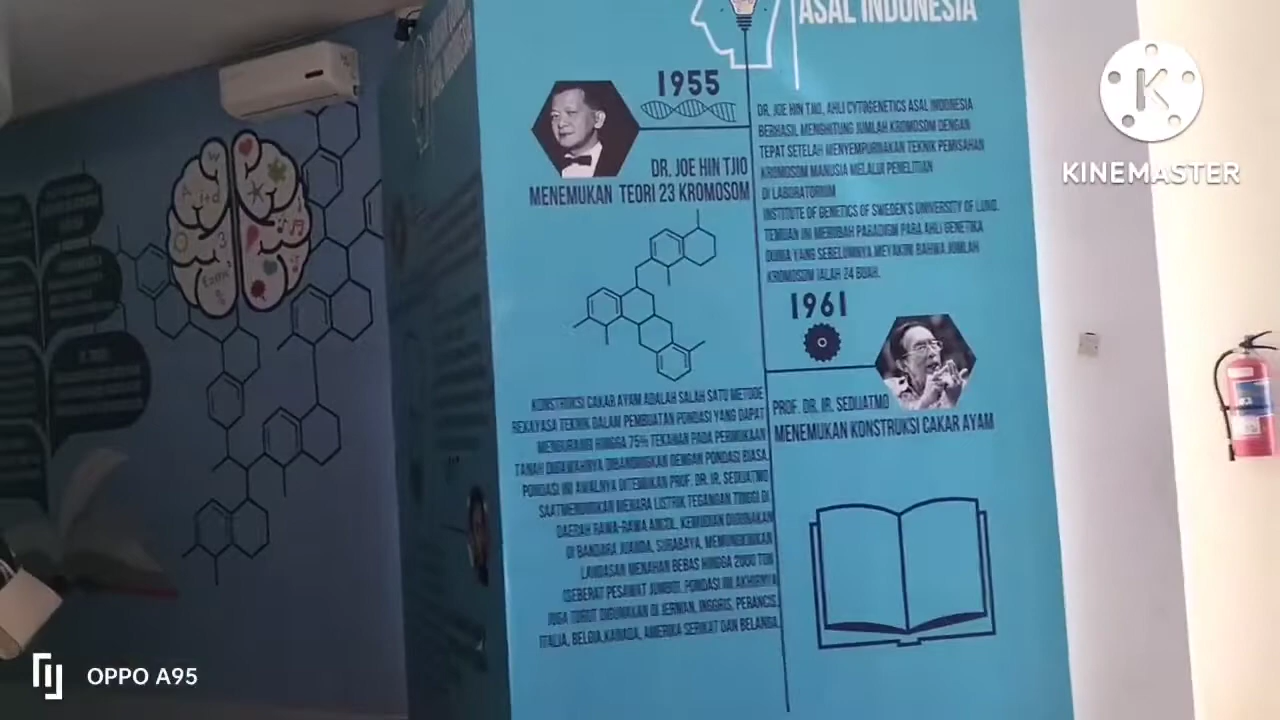 ASAL INDONESIA
1955
DR. JOE HIN TJIO
MENEMUKAN TEORI 23 KROMOSOM
DR. JOE HIN TJIO, AHLI CYTOGENETICS ASAL INDONESIA
BERHASIL MENGHITUNG JUMLAH KROMOSOM DENGAN
TEPAT SETELAH MENYEMPURNAKAN TEKNIK PEMISAHAN
KROMOSOM MANUSIA MELALUI PENELITIAN
DI LABORATORIUM
INSTITUTE OF GENETICS OF SWEDEN'S UNIVERSITY OF LUND.
TEMUAN INI MERUBAH PARADIGM PARA AHLI GENETIKA
DUNIA YANG SEBELUMNYA MEYAKINI BAHWA JUMLAH
KROMOSOM IALAH 24 BUAH.
1961
PROF. DR. IR. SEDIJATMO
MENEMUKAN KONSTRUKSI CAKAR AYAM
KONSTRUKSI CAKAR AYAM ADALAH SALAH SATU METODE
REKAYASA TEKNIK DALAM PEMBUATAN PONDASI YANG DAPAT
MENGURANGI HINGGA 75% TEKANAN PADA PERMUKAAN
TANAH DIBAWAHNYA DIBANDINGKAN DENGAN PONDASI BIASA.
PONDASI INI AWALNYA DITEMUKAN PROF. DR. IR. SEDIJATMO
SAATMENDIRIKAN MENARA LISTRIK TEGANGAN TINGGI DI
DAERAH RAWA-RAWA ANCOL, KEMUDIAN DIGUNAKAN
DI BANDARA JUANDA, SURABAYA, MEMUNGKINKAN
LANDASAN MENAHAN BEBAS HINGGA 2000 TON
(SEBERAT PESAWAT JUMBO). PONDASI INI AKHIRNYA
JUGA TURUT DIGUNAKAN DI JERMAN, INGGRIS, PERANCIS,
ITALIA, BELGIA,KANADA, AMERIKA SERIKAT DAN BELANDA.
KINEMASTER
OPPO A95